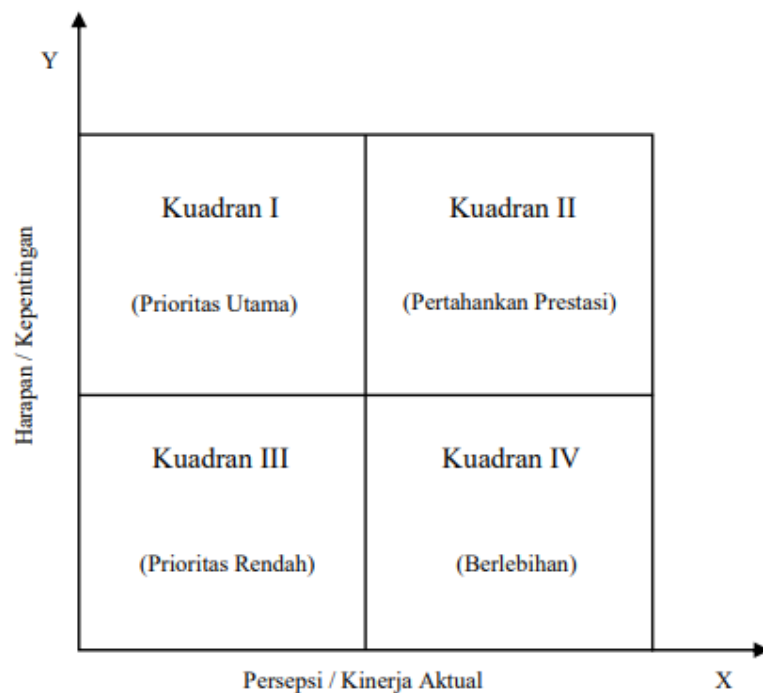 Y
Harapan / Kepentingan
Kuadran I
(Prioritas Utama)
Kuadran II
(Pertahankan Prestasi)
Kuadran III
(Prioritas Rendah)
Kuadran IV
(Berlebihan)
Persepsi / Kinerja Aktual
X